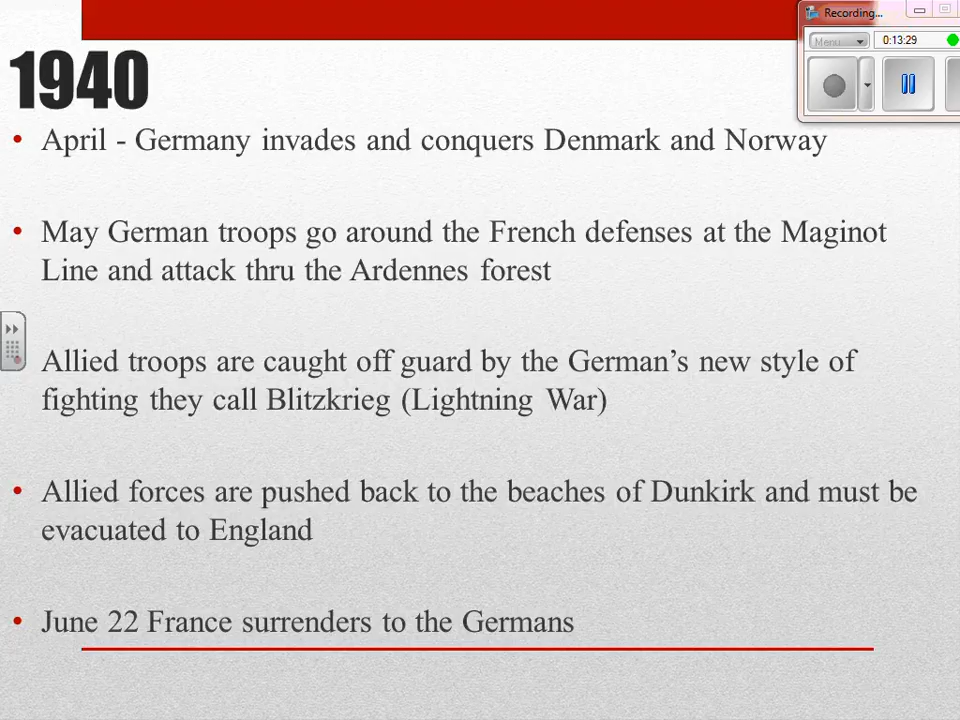 Recording...
Menu
0:13:29
1940
• April - Germany invades and conquers Denmark and Norway
• May German troops go around the French defenses at the Maginot
Line and attack thru the Ardennes forest
Allied troops are caught off guard by the German’s new style of
fighting they call Blitzkrieg (Lightning War)
• Allied forces are pushed back to the beaches of Dunkirk and must be
evacuated to England
• June 22 France surrenders to the Germans